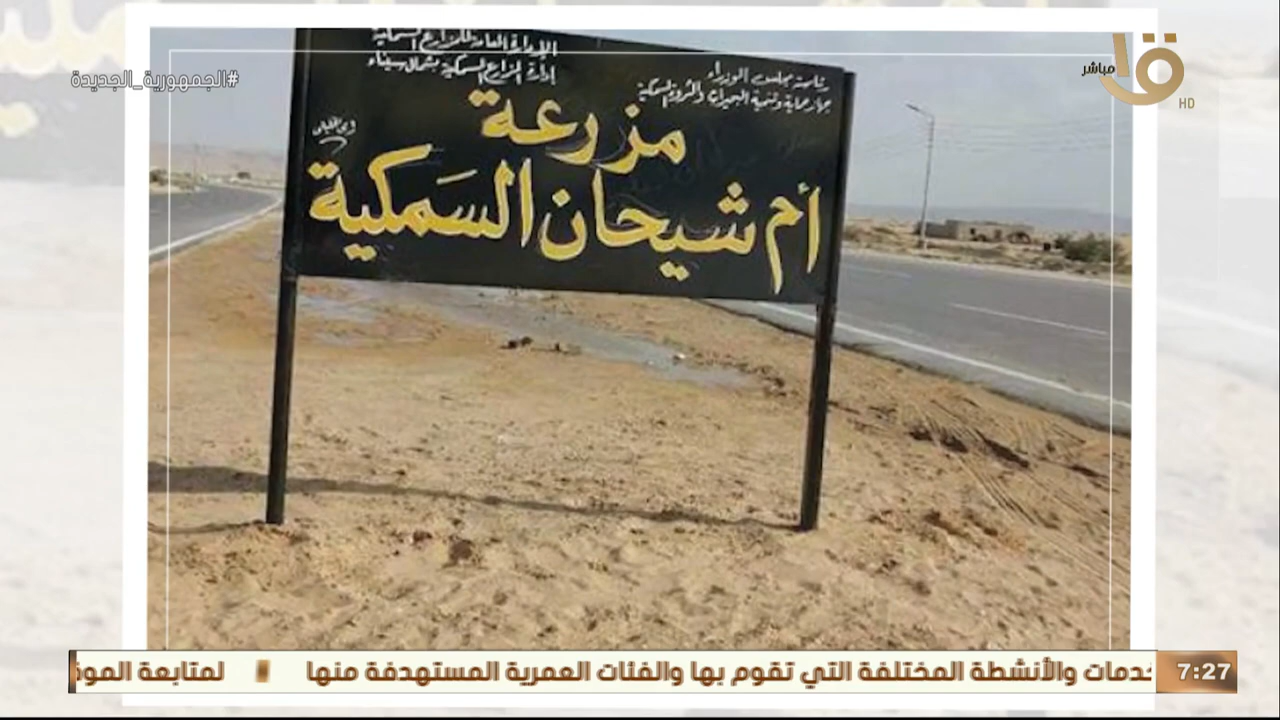 #الجمهورية_الجديدة
مباشر
HD
رئاسة مجلس الوزراء
جهاز حماية وتنمية البحيرات والثروة السمكية
الإدارة العامة للمزارع السمكية
إدارة المزارع السمكية بشمال سيناء
مزرعة
أم شيحان السمكية
خدمات والأنشطة المختلفة التي تقوم بها والفئات العمرية المستهدفة منها
لمتابعة
7:27